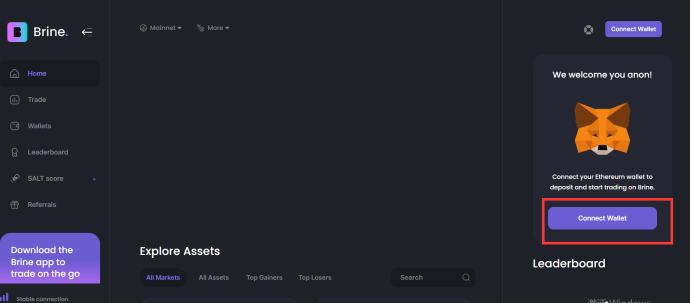 Brine.
Mainnet
More
Connect Wallet
Home
Trade
Wallets
Leaderboard
SALT score
Referrals
Download the
Brine app to
trade on the go
Stable connection
We welcome you anon!
Connect your Ethereum wallet to
deposit and start trading on Brine.
Connect Wallet
Explore Assets
All Markets
All Assets
Top Gainers
Top Losers
Search
Leaderboard
Windows